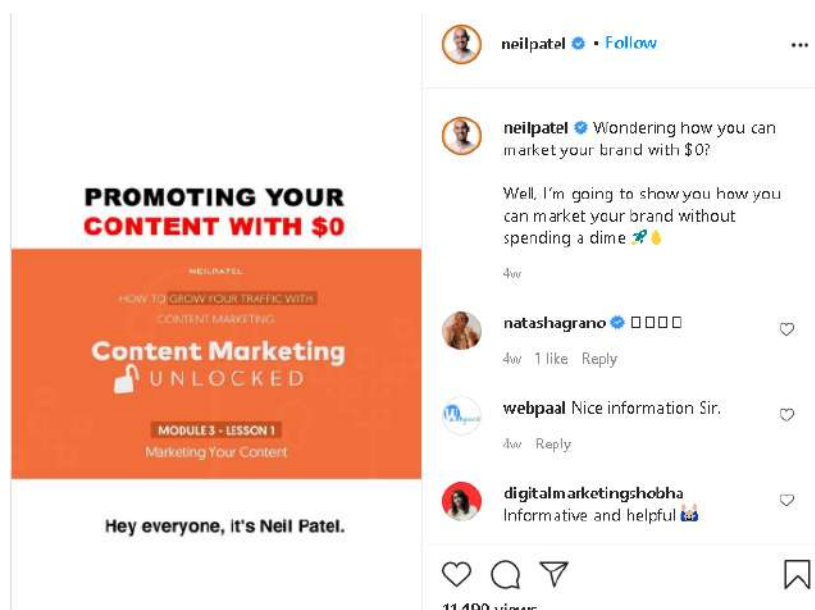 PROMOTING YOUR
CONTENT WITH $0
NEILPATEL
HOW TO GROW YOUR TRAFFIC WITH
CONTENT MARKETING
Content Marketing
UNLOCKED
MODULE 3 - LESSON 1
Marketing Your Content
Hey everyone, it's Neil Patel.
neilpatel • Follow
neilpatel Wondering how you can
market your brand with $0?
Well, I'm going to show you how you
can market your brand without
spending a dime 🚀
4w
natashagrano
4w 1 like Reply
webpaal Nice information Sir.
4w Reply
digitalmarketingshobha
Informative and helpful
views